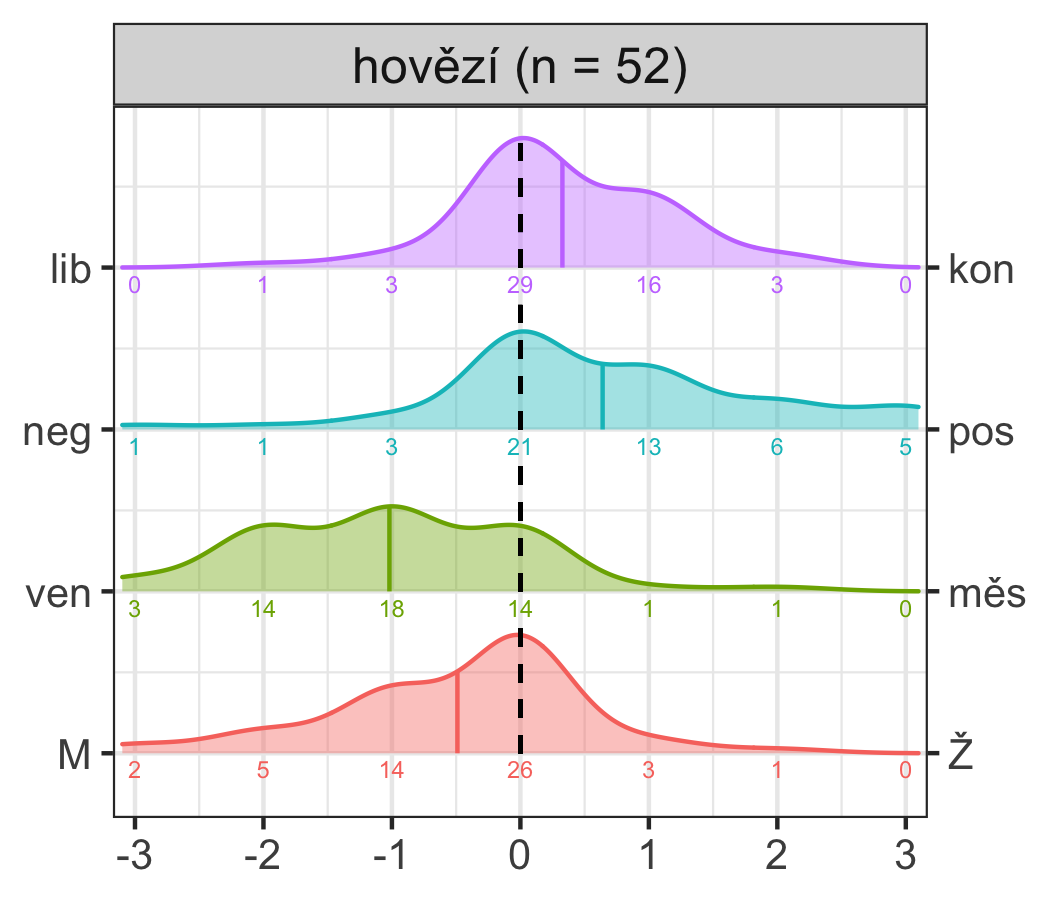 hovězí (n = 52)
lib kon
0 1 3 29 16 3 0
neg pos
1 1 3 21 13 6 5
ven měs
3 14 18 14 1 1 0
M Ž
2 5 14 26 3 1 0
-3 -2 -1 0 1 2 3